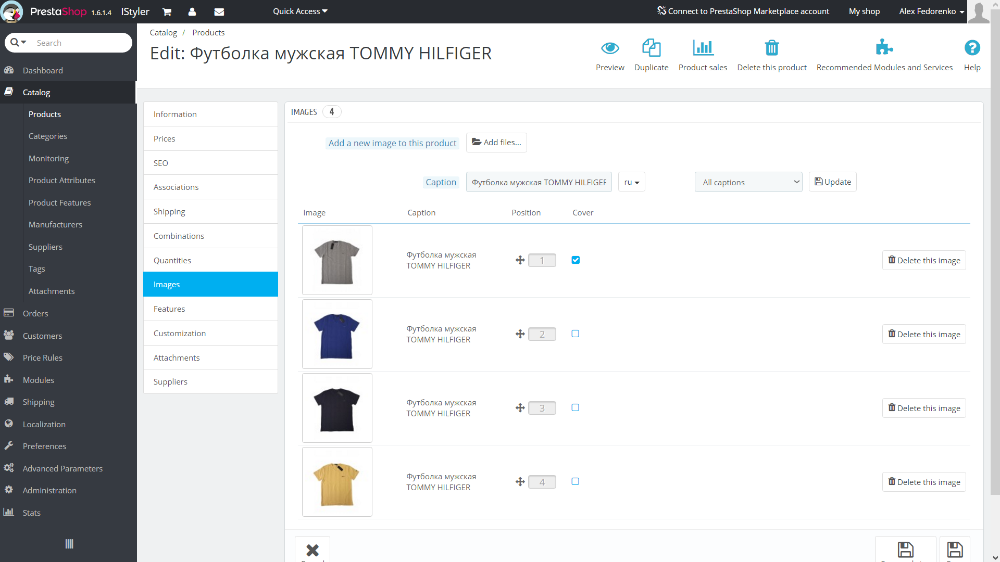 PrestaShop 1.6.1.4 IStyler Quick Access Connect to PrestaShop Marketplace account My shop Alex Fedorenko
Search
Dashboard
Catalog
Products
Categories
Monitoring
Product Attributes
Product Features
Manufacturers
Suppliers
Tags
Attachments
Orders
Customers
Price Rules
Modules
Shipping
Localization
Preferences
Advanced Parameters
Administration
Stats
Catalog / Products
Edit: Футболка мужская TOMMY HILFIGER
Preview Duplicate Product sales Delete this product Recommended Modules and Services Help
Information
Prices
SEO
Associations
Shipping
Combinations
Quantities
Images
Features
Customization
Attachments
Suppliers
IMAGES 4
Add a new image to this product Add files...
Caption Футболка мужская TOMMY HILFIGER ru All captions Update
Image Caption Position Cover
Футболка мужская
TOMMY HILFIGER
1 Delete this image
Футболка мужская
TOMMY HILFIGER
2 Delete this image
Футболка мужская
TOMMY HILFIGER
3 Delete this image
Футболка мужская
TOMMY HILFIGER
4 Delete this image